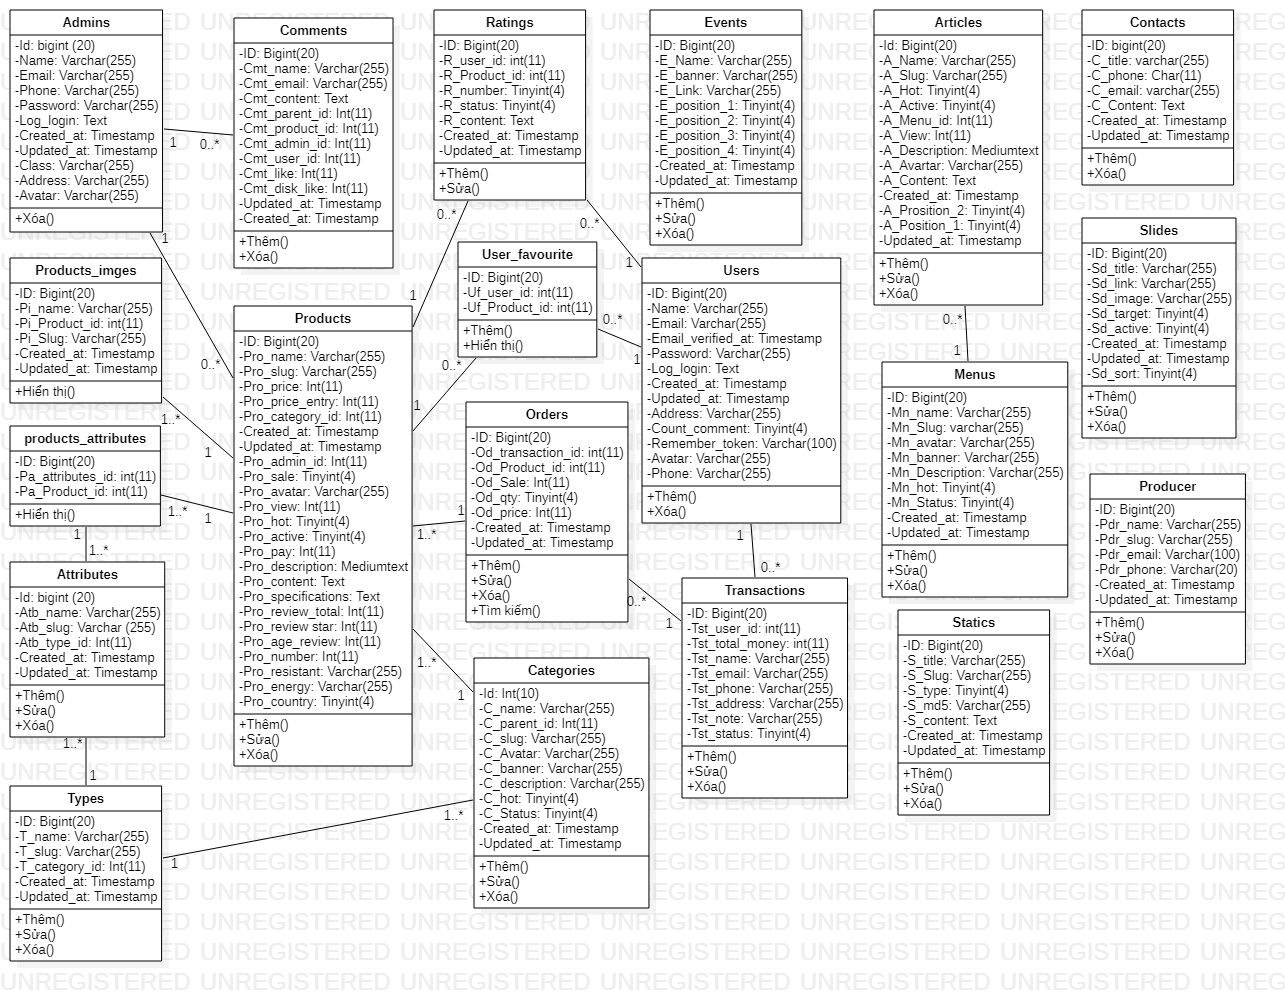 Admins
-Id: bigint (20)
-Name: Varchar(255)
-Email: Varchar(255)
-Phone: Varchar(255)
-Password: Varchar(255)
-Log_login: Text
-Created_at: Timestamp
-Updated_at: Timestamp
-Class: Varchar(255)
-Address: Varchar(255)
-Avatar: Varchar(255)
+Xóa()
Comments
-ID: Bigint(20)
-Cmt_name: Varchar(255)
-Cmt_email: Varchar(255)
-Cmt_content: Text
-Cmt_parent_id: Int(11)
-Cmt_product_id: Int(11)
-Cmt_admin_id: Int(11)
-Cmt_user_id: Int(11)
-Cmt_like: Int(11)
-Cmt_disk_like: Int(11)
-Updated_at: Timestamp
-Created_at: Timestamp
+Thêm()
+Xóa()
Ratings
-ID: Bigint(20)
-R_user_id: int(11)
-R_Product_id: int(11)
-R_number: Tinyint(4)
-R_status: Tinyint(4)
-R_content: Text
-Created_at: Timestamp
-Updated_at: Timestamp
+Thêm()
+Sửa()
Events
-ID: Bigint(20)
-E_Name: Varchar(255)
-E_banner: Varchar(255)
-E_Link: Varchar(255)
-E_position_1: Tinyint(4)
-E_position_2: Tinyint(4)
-E_position_3: Tinyint(4)
-E_position_4: Tinyint(4)
-Created_at: Timestamp
-Updated_at: Timestamp
+Thêm()
+Sửa()
+Xóa()
Articles
-Id: Bigint(20)
-A_Name: Varchar(255)
-A_Slug: Varchar(255)
-A_Hot: Tinyint(4)
-A_Active: Tinyint(4)
-A_Menu_id: Int(11)
-A_View: Int(11)
-A_Description: Mediumtext
-A_Avartar: Varchar(255)
-A_Content: Text
-Created_at: Timestamp
-A_Prosition_2: Tinyint(4)
-A_Position_1: Tinyint(4)
-Updated_at: Timestamp
+Thêm()
+Sửa()
+Xóa()
Contacts
-ID: bigint(20)
-C_title: varchar(255)
-C_phone: Char(11)
-C_email: varchar(255)
-C_Content: Text
-Created_at: Timestamp
-Updated_at: Timestamp
+Thêm()
+Xóa()
Products_imges
-ID: Bigint(20)
-Pi_name: Varchar(255)
-Pi_Product_id: int(11)
-Pi_Slug: Varchar(255)
-Created_at: Timestamp
-Updated_at: Timestamp
+Hiển thị()
Products
-ID: Bigint(20)
-Pro_name: Varchar(255)
-Pro_slug: Varchar(255)
-Pro_price: Int(11)
-Pro_price_entry: Int(11)
-Pro_category_id: Int(11)
-Created_at: Timestamp
-Updated_at: Timestamp
-Pro_admin_id: Int(11)
-Pro_sale: Tinyint(4)
-Pro_avatar: Varchar(255)
-Pro_view: Int(11)
-Pro_hot: Tinyint(4)
-Pro_active: Tinyint(4)
-Pro_pay: Int(11)
-Pro_description: Mediumtext
-Pro_content: Text
-Pro_specifications: Text
-Pro_review_total: Int(11)
-Pro_review star: Int(11)
-Pro_age_review: Int(11)
-Pro_number: Int(11)
-Pro_resistant: Varchar(255)
-Pro_energy: Varchar(255)
-Pro_country: Tinyint(4)
+Thêm()
+Sửa()
+Xóa()
User_favourite
-ID: Bigint(20)
-Uf_user_id: int(11)
-Uf_Product_id: int(11)
+Thêm()
+Hiển thị()
Users
-ID: Bigint(20)
-Name: Varchar(255)
-Email: Varchar(255)
-Email_verified_at: Timestamp
-Password: Varchar(255)
-Log_login: Text
-Created_at: Timestamp
-Updated_at: Timestamp
-Address: Varchar(255)
-Count_comment: Tinyint(4)
-Remember_token: Varchar(100)
-Avatar: Varchar(255)
-Phone: Varchar(255)
+Thêm()
+Xóa()
Slides
-ID: Bigint(20)
-Sd_title: Varchar(255)
-Sd_link: Varchar(255)
-Sd_image: Varchar(255)
-Sd_target: Tinyint(4)
-Sd_active: Tinyint(4)
-Created_at: Timestamp
-Updated_at: Timestamp
-Sd_sort: Tinyint(4)
+Thêm()
+Sửa()
+Xóa()
Menus
-ID: Bigint(20)
-Mn_name: Varchar(255)
-Mn_Slug: varchar(255)
-Mn_avatar: Varchar(255)
-Mn_banner: Varchar(255)
-Mn_Description: Varchar(255)
-Mn_hot: Tinyint(4)
-Mn_Status: Tinyint(4)
-Created_at: Timestamp
-Updated_at: Timestamp
+Thêm()
+Sửa()
+Xóa()
products_attributes
-ID: Bigint(20)
-Pa_attributes_id: int(11)
-Pa_Product_id: int(11)
+Hiển thị()
Orders
-ID: Bigint(20)
-Od_transaction_id: int(11)
-Od_Product_id: int(11)
-Od_Sale: Int(11)
-Od_qty: Tinyint(4)
-Od_price: Int(11)
-Created_at: Timestamp
-Updated_at: Timestamp
+Thêm()
+Sửa()
+Xóa()
+Tìm kiếm()
Producer
-ID: Bigint(20)
-Pdr_name: Varchar(255)
-Pdr_slug: Varchar(255)
-Pdr_email: Varchar(100)
-Pdr_phone: Varchar(20)
-Created_at: Timestamp
-Updated_at: Timestamp
+Thêm()
+Sửa()
+Xóa()
Attributes
-Id: bigint (20)
-Atb_name: Varchar(255)
-Atb_slug: Varchar (255)
-Atb_type_id: Int(11)
-Created_at: Timestamp
-Updated_at: Timestamp
+Thêm()
+Sửa()
+Xóa()
Transactions
-ID: Bigint(20)
-Tst_user_id: int(11)
-Tst_total_money: int(11)
-Tst_name: Varchar(255)
-Tst_email: Varchar(255)
-Tst_phone: Varchar(255)
-Tst_address: Varchar(255)
-Tst_note: Varchar(255)
-Tst_status: Tinyint(4)
+Thêm()
+Sửa()
+Xóa()
Statics
-ID: Bigint(20)
-S_title: Varchar(255)
-S_Slug: Varchar(255)
-S_type: Tinyint(4)
-S_md5: Varchar(255)
-S_content: Text
-Created_at: Timestamp
-Updated_at: Timestamp
+Thêm()
+Sửa()
+Xóa()
Categories
-Id: Int(10)
-C_name: Varchar(255)
-C_parent_id: Int(11)
-C_slug: Varchar(255)
-C_Avatar: Varchar(255)
-C_banner: Varchar(255)
-C_description: Varchar(255)
-C_hot: Tinyint(4)
-C_Status: Tinyint(4)
-Created_at: Timestamp
-Updated_at: Timestamp
+Thêm()
+Sửa()
+Xóa()
Types
-ID: Bigint(20)
-T_name: Varchar(255)
-T_slug: Varchar(255)
-T_category_id: Int(11)
-Created_at: Timestamp
-Updated_at: Timestamp
+Thêm()
+Sửa()
+Xóa()
1
0..*
1
0..*
0..*
1
0..*
1
0..*
1
0..*
1
0..*
1
1..*
1
1..*
1
1
1..*
1..*
1
1
1..*
1..*
1
1..*
1
0..*
1
1
0..*
UNREGISTERED